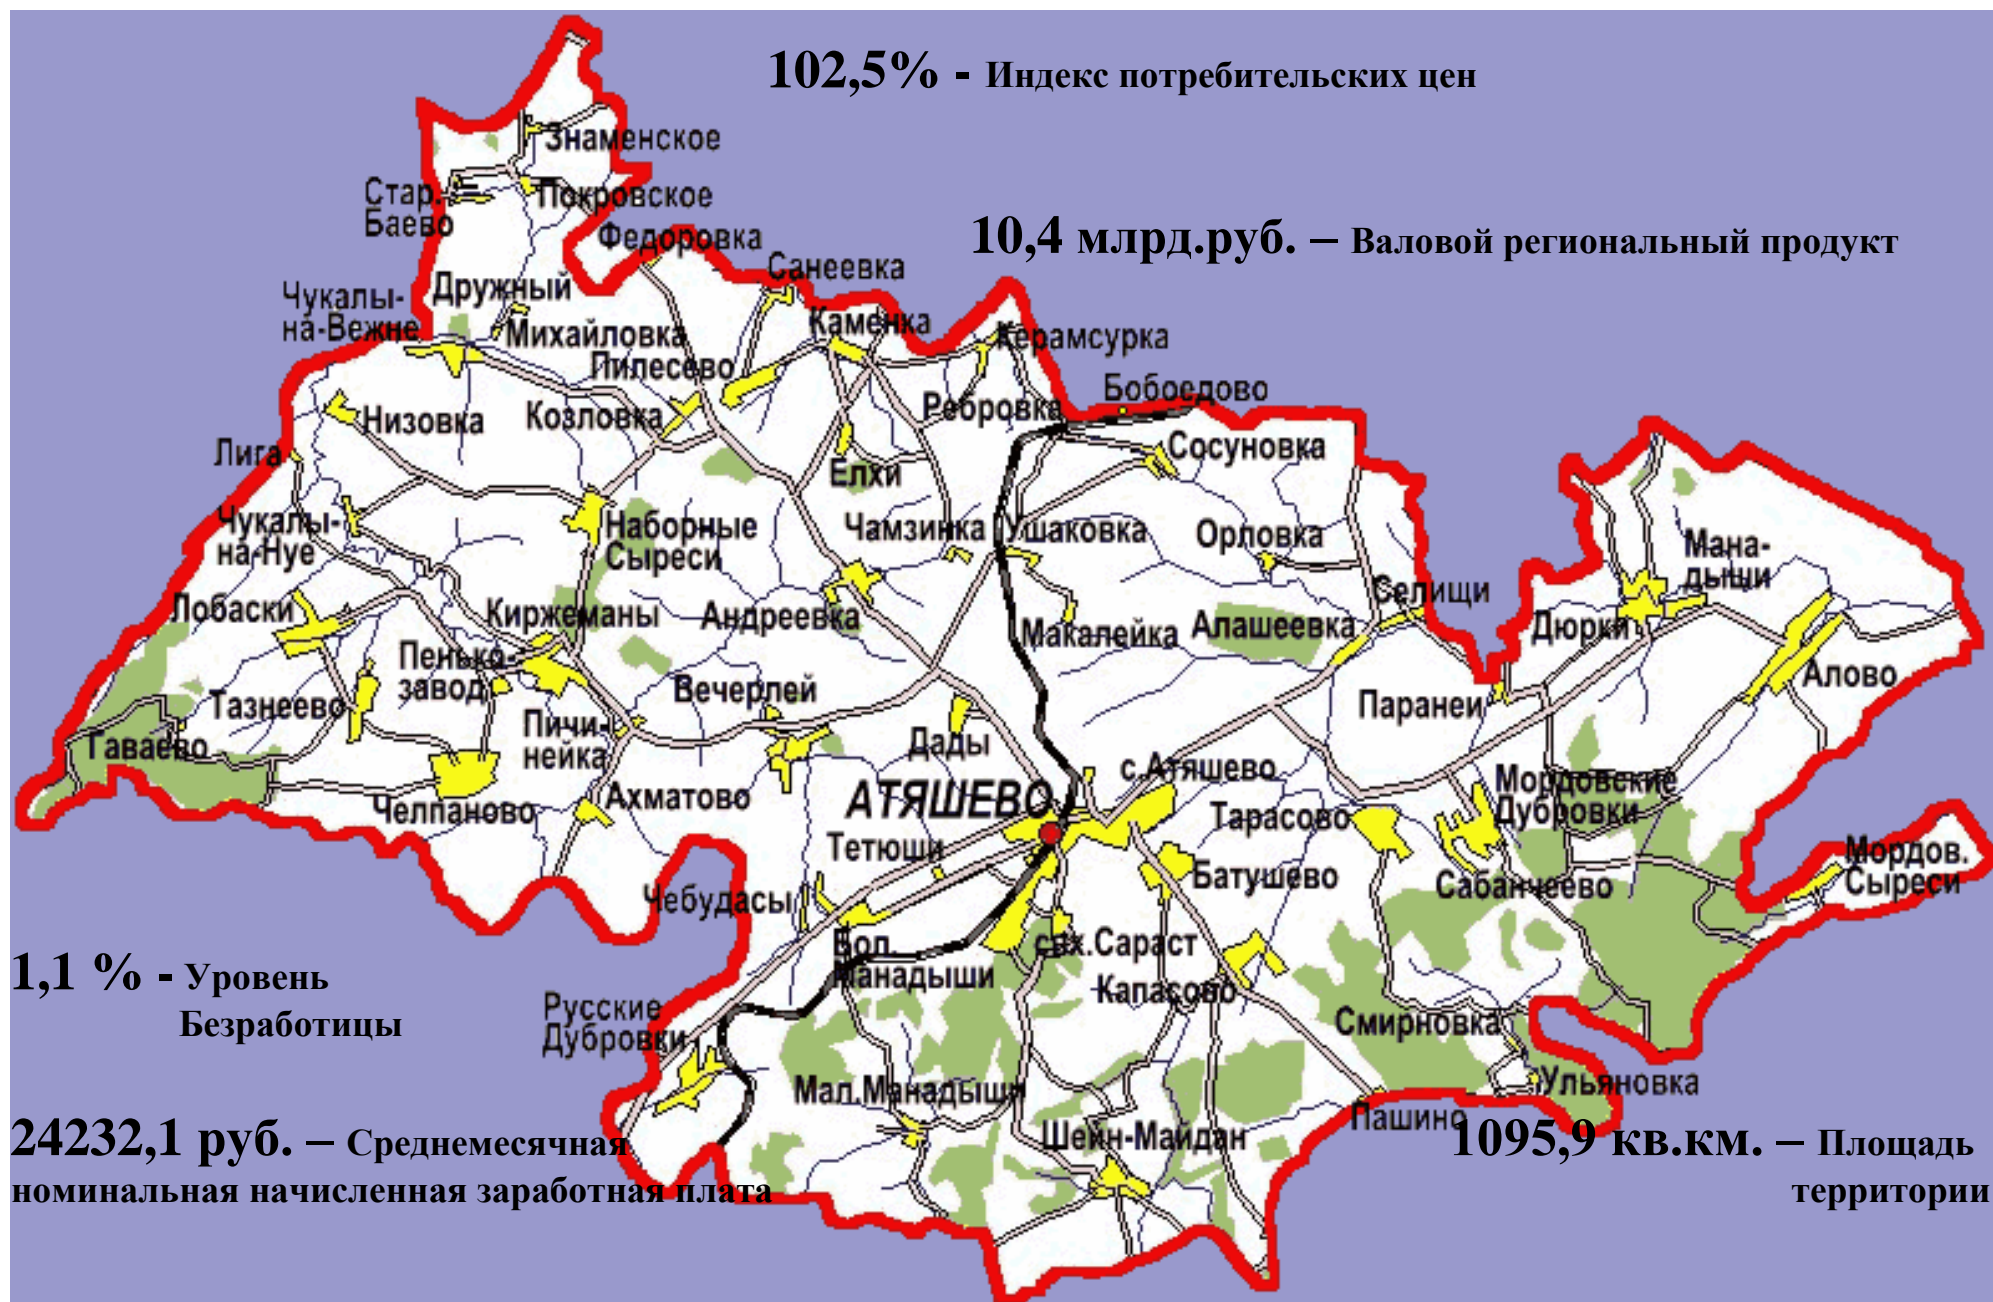 102,5% - Индекс потребительских цен
Знаменское
Стар.
Баево
Покровское
10,4 млрд.руб. – Валовой региональный продукт
Федоровка
Санеевка
Дружный
Чукалы-
на-Вежне
Михайловка
Каменка
Керамсурка
Пилесево
Бобоедово
Низовка
Козловка
Ребровка
Лига
Сосуновка
Елхи
Чукалы-
на-Нуе
Наборные
Сыреси
Чамзинка
Ушаковка
Орловка
Мана-
дыши
Лобаски
Киржеманы
Андреевка
Селищи
Макалейка
Алашеевка
Дюрки
Пенько-
завод
Вечерлей
Алово
Тазнеево
Паранеи
Пичи-
нейка
Гаваево
Дады
с.Атяшево
Мордовские
Дубровки
Челпаново
Ахматово
АТЯШЕВО
Тарасово
Тетюши
Мордов.
Сыреси
Батушево
Сабанчеево
Чебудасы
Бол.
Манадыши
свх.Сараст
1,1 % - Уровень
Безработицы
Капасово
Русские
Дубровки
Смирновка
Мал.Манадыши
Ульяновка
Пашино
Шейн-Майдан
24232,1 руб. – Среднемесячная
номинальная начисленная заработная плата
1095,9 кв.км. – Площадь
территории